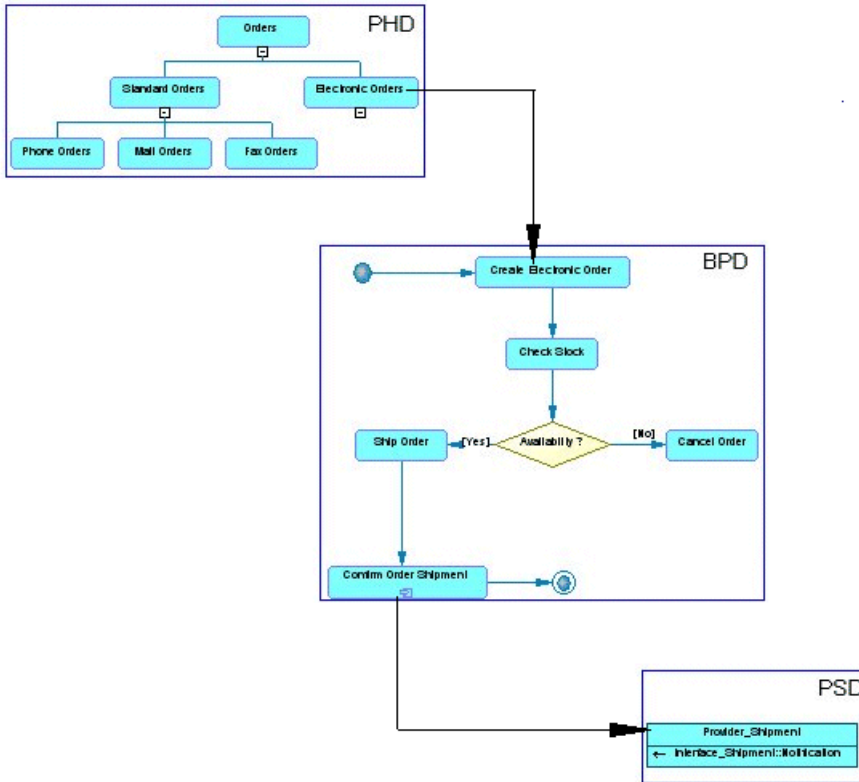 PHD
Orders
Standard Orders
Electronic Orders
Phone Orders
Mail Orders
Fax Orders
BPD
Create Electronic Order
Check Stock
Ship Order
[Yes]
Availability ?
[No]
Cancel Order
Confirm Order Shipment
PSD
Provider_Shipment
Interface_Shipment::Notification